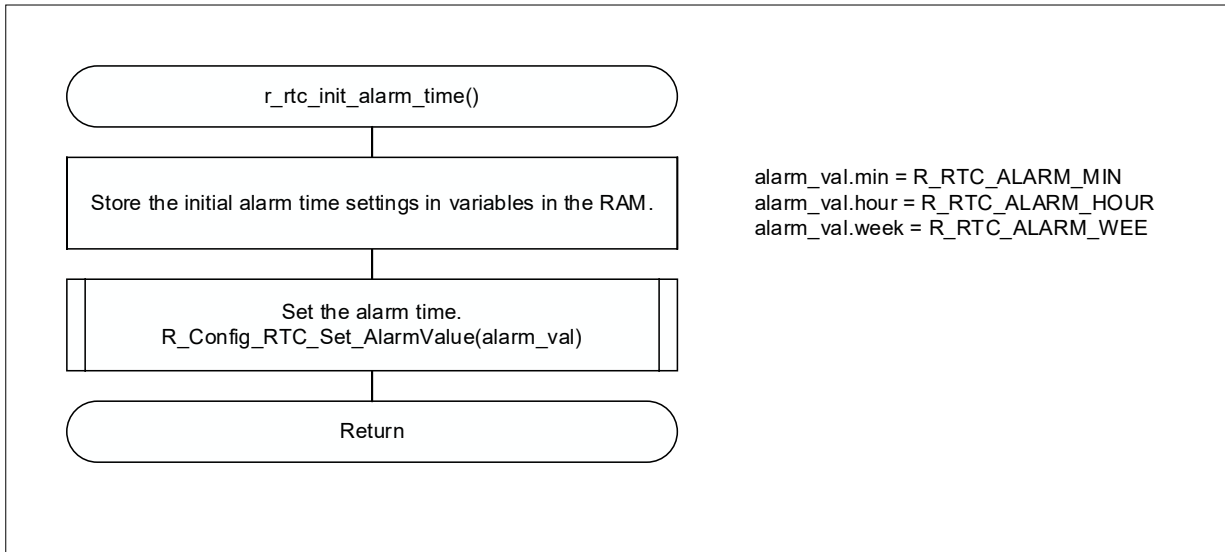 r_rtc_init_alarm_time()
Store the initial alarm time settings in variables in the RAM.
alarm_val.min = R_RTC_ALARM_MIN
alarm_val.hour = R_RTC_ALARM_HOUR
alarm_val.week = R_RTC_ALARM_WEE
Set the alarm time.
R_Config_RTC_Set_AlarmValue(alarm_val)
Return